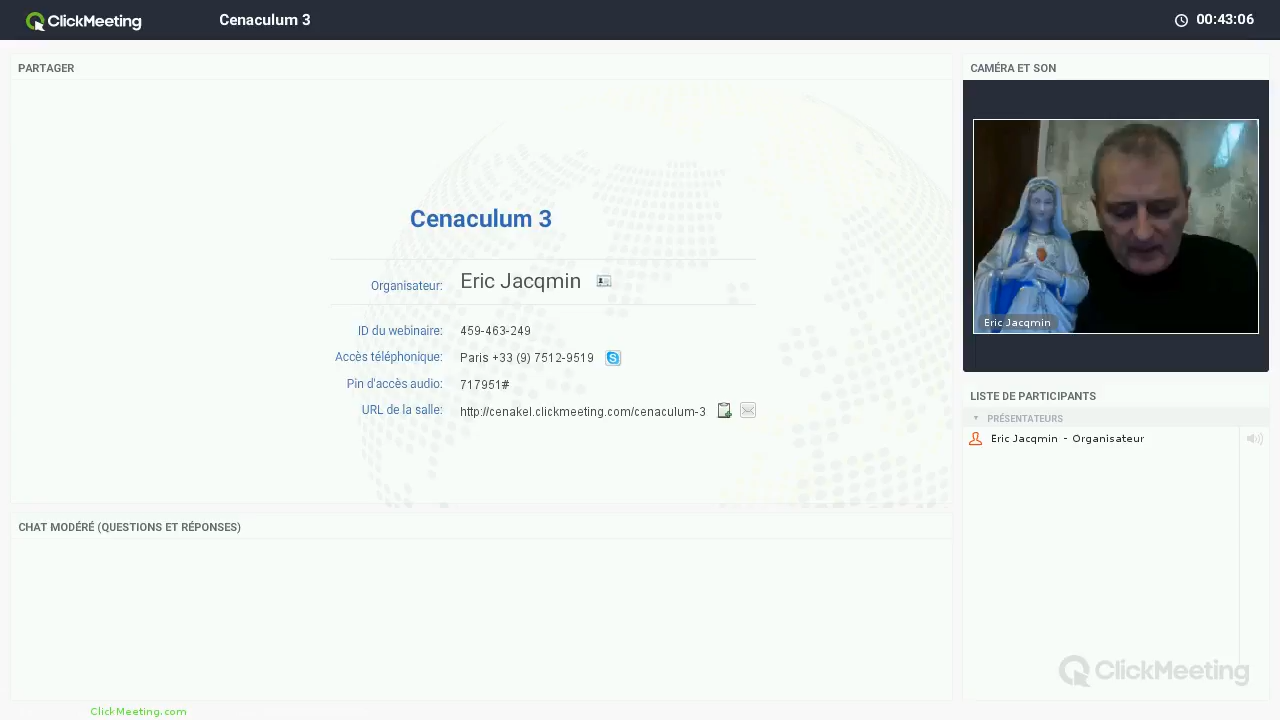 ClickMeeting
Cenaculum 3
00:43:06
PARTAGER
CAMÉRA ET SON
Cenaculum 3
Organisateur: Eric Jacqmin
ID du webinaire: 459-463-249
Accès téléphonique: Paris +33 (9) 7512-9519
Pin d'accès audio: 717951#
URL de la salle: http://cenakel.clickmeeting.com/cenaculum-3
Eric Jacqmin
LISTE DE PARTICIPANTS
PRÉSENTATEURS
Eric Jacqmin - Organisateur
CHAT MODÉRÉ (QUESTIONS ET RÉPONSES)
ClickMeeting
ClickMeeting.com